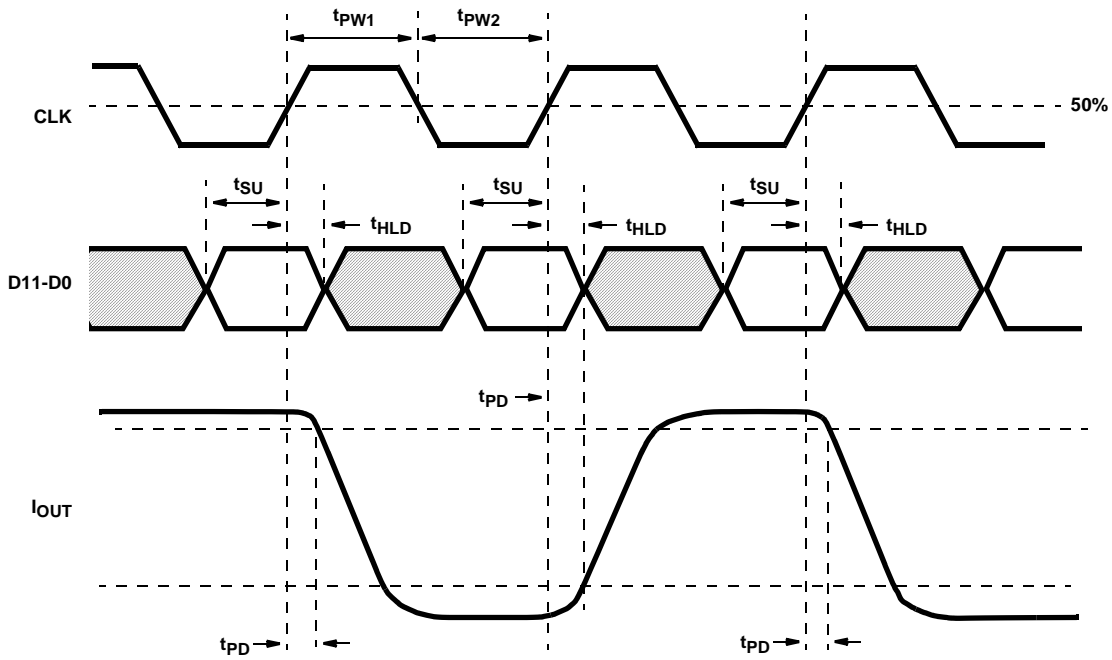 tPW1 tPW2
CLK
50%
tSU tSU tSU
tHLD tHLD tHLD
D11-D0
tPD
IOUT
tPD tPD